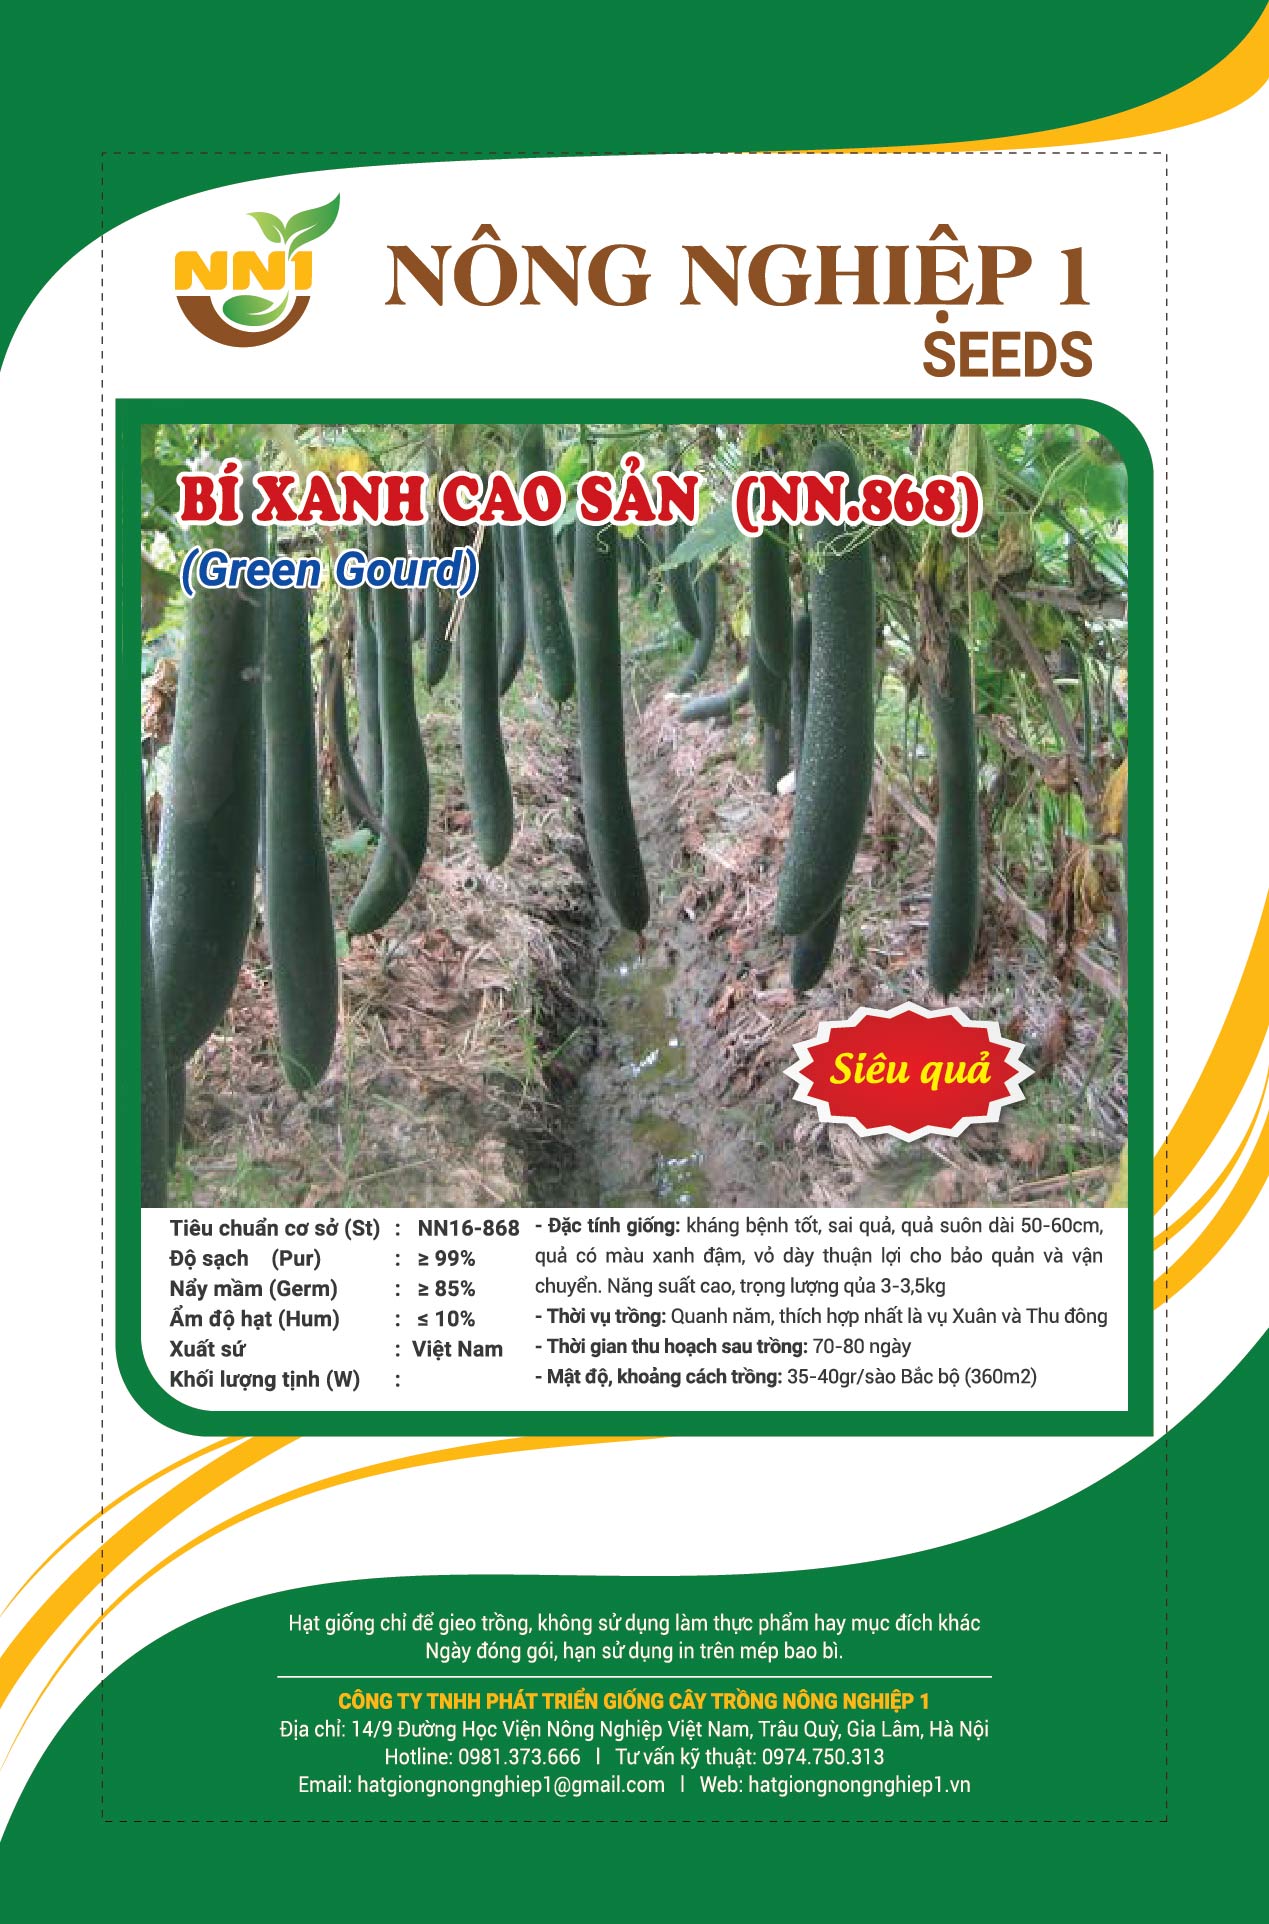 NN1
NÔNG NGHIỆP 1
SEEDS
BÍ XANH CAO SẢN (NN.868)
(Green Gourd)
Siêu quả
Tiêu chuẩn cơ sở (St) : NN16-868
Độ sạch (Pur) : ≥ 99%
Nẩy mầm (Germ) : ≥ 85%
Ẩm độ hạt (Hum) : ≤ 10%
Xuất sứ : Việt Nam
Khối lượng tịnh (W) :
- Đặc tính giống: kháng bệnh tốt, sai quả, quả suôn dài 50-60cm,
quả có màu xanh đậm, vỏ dày thuận lợi cho bảo quản và vận
chuyển. Năng suất cao, trọng lượng qủa 3-3,5kg
- Thời vụ trồng: Quanh năm, thích hợp nhất là vụ Xuân và Thu đông
- Thời gian thu hoạch sau trồng: 70-80 ngày
- Mật độ, khoảng cách trồng: 35-40gr/sào Bắc bộ (360m2)
Hạt giống chỉ để gieo trồng, không sử dụng làm thực phẩm hay mục đích khác
Ngày đóng gói, hạn sử dụng in trên mép bao bì.
CÔNG TY TNHH PHÁT TRIỂN GIỐNG CÂY TRỒNG NÔNG NGHIỆP 1
Địa chỉ: 14/9 Đường Học Viện Nông Nghiệp Việt Nam, Trâu Quỳ, Gia Lâm, Hà Nội
Hotline: 0981.373.666 l Tư vấn kỹ thuật: 0974.750.313
Email: hatgiongnongnghiep1@gmail.com l Web: hatgiongnongnghiep1.vn